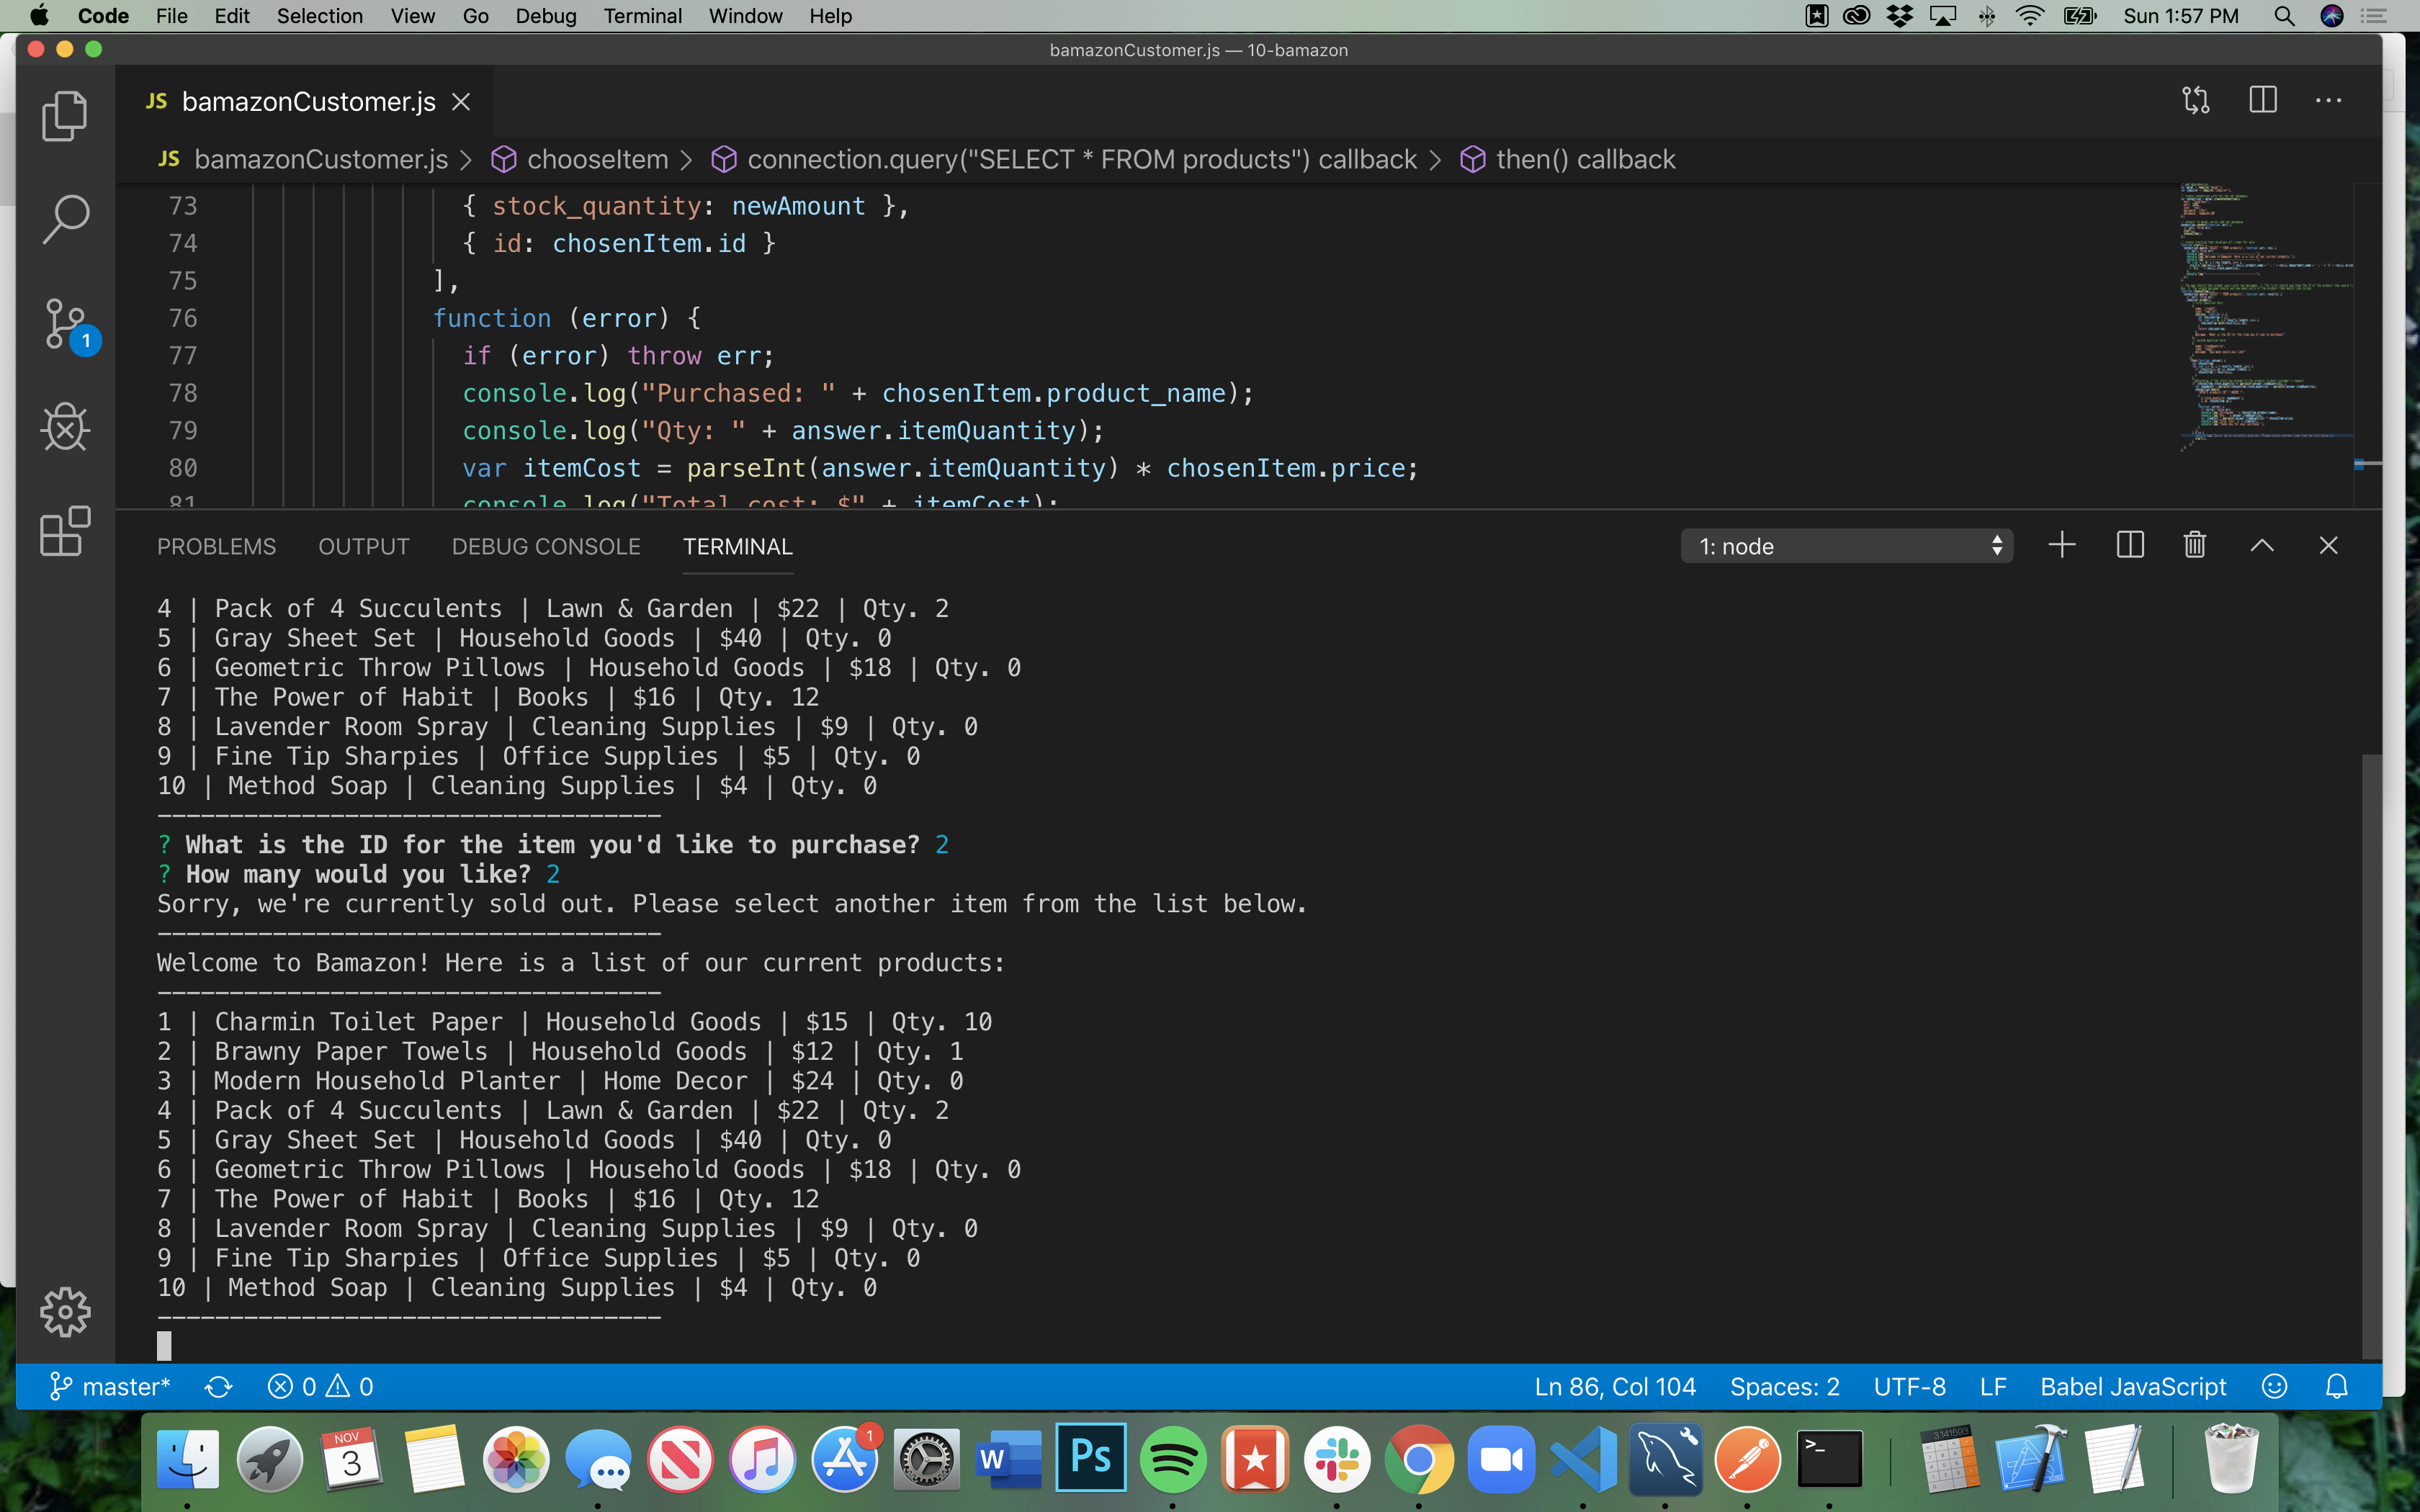 Code File Edit Selection View Go Debug Terminal Window Help Sun 1:57 PM
bamazonCustomer.js — 10-bamazon
JS bamazonCustomer.js
JS bamazonCustomer.js > chooseItem > connection.query("SELECT * FROM products") callback > then() callback
73 { stock_quantity: newAmount },
74 { id: chosenItem.id }
75 ],
76 function (error) {
77 if (error) throw err;
78 console.log("Purchased: " + chosenItem.product_name);
79 console.log("Qty: " + answer.itemQuantity);
80 var itemCost = parseInt(answer.itemQuantity) * chosenItem.price;
81 console.log("Total cost: $" + itemCost);
1
PROBLEMS OUTPUT DEBUG CONSOLE TERMINAL 1: node
4 | Pack of 4 Succulents | Lawn & Garden | $22 | Qty. 2
5 | Gray Sheet Set | Household Goods | $40 | Qty. 0
6 | Geometric Throw Pillows | Household Goods | $18 | Qty. 0
7 | The Power of Habit | Books | $16 | Qty. 12
8 | Lavender Room Spray | Cleaning Supplies | $9 | Qty. 0
9 | Fine Tip Sharpies | Office Supplies | $5 | Qty. 0
10 | Method Soap | Cleaning Supplies | $4 | Qty. 0
-----------------------------------
? What is the ID for the item you'd like to purchase? 2
? How many would you like? 2
Sorry, we're currently sold out. Please select another item from the list below.
-----------------------------------
Welcome to Bamazon! Here is a list of our current products:
-----------------------------------
1 | Charmin Toilet Paper | Household Goods | $15 | Qty. 10
2 | Brawny Paper Towels | Household Goods | $12 | Qty. 1
3 | Modern Household Planter | Home Decor | $24 | Qty. 0
4 | Pack of 4 Succulents | Lawn & Garden | $22 | Qty. 2
5 | Gray Sheet Set | Household Goods | $40 | Qty. 0
6 | Geometric Throw Pillows | Household Goods | $18 | Qty. 0
7 | The Power of Habit | Books | $16 | Qty. 12
8 | Lavender Room Spray | Cleaning Supplies | $9 | Qty. 0
9 | Fine Tip Sharpies | Office Supplies | $5 | Qty. 0
10 | Method Soap | Cleaning Supplies | $4 | Qty. 0
-----------------------------------
master* 0 0 Ln 86, Col 104 Spaces: 2 UTF-8 LF Babel JavaScript
NOV
3
1
W
Ps
>_
3.141593